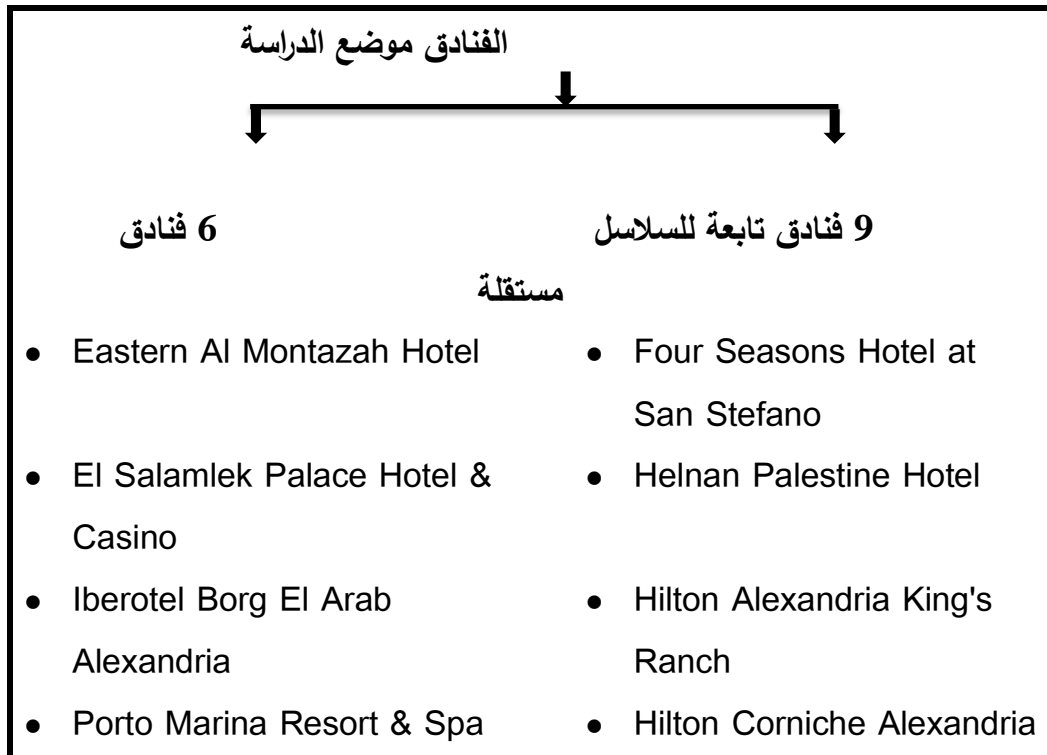 الفنادق موضع الدراسة
9 فنادق تابعة للسلاسل 6 فنادق
مستقلة
● Eastern Al Montazah Hotel
● Four Seasons Hotel at
San Stefano
● El Salamlek Palace Hotel &
Casino
● Helnan Palestine Hotel
● Iberotel Borg El Arab
Alexandria
● Hilton Alexandria King's
Ranch
● Porto Marina Resort & Spa
● Hilton Corniche Alexandria